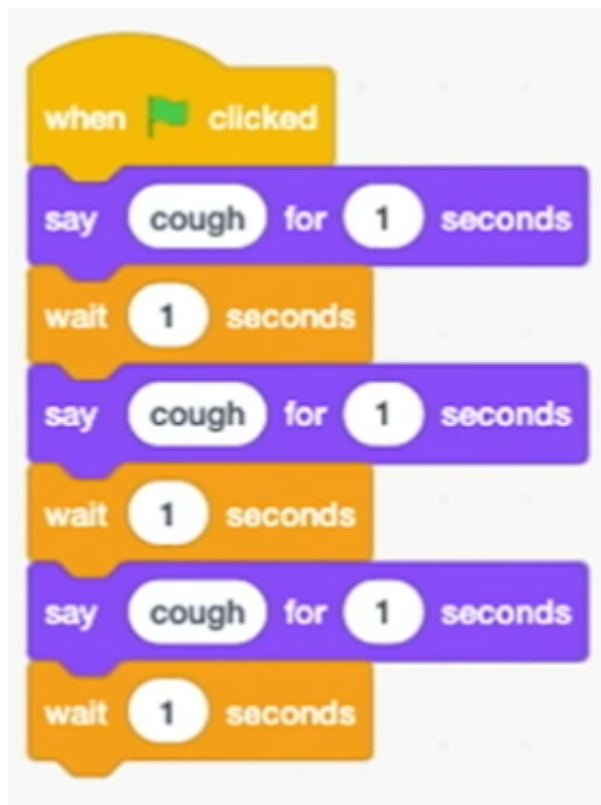 when clicked
say cough for 1 seconds
wait 1 seconds
say cough for 1 seconds
wait 1 seconds
say cough for 1 seconds
wait 1 seconds